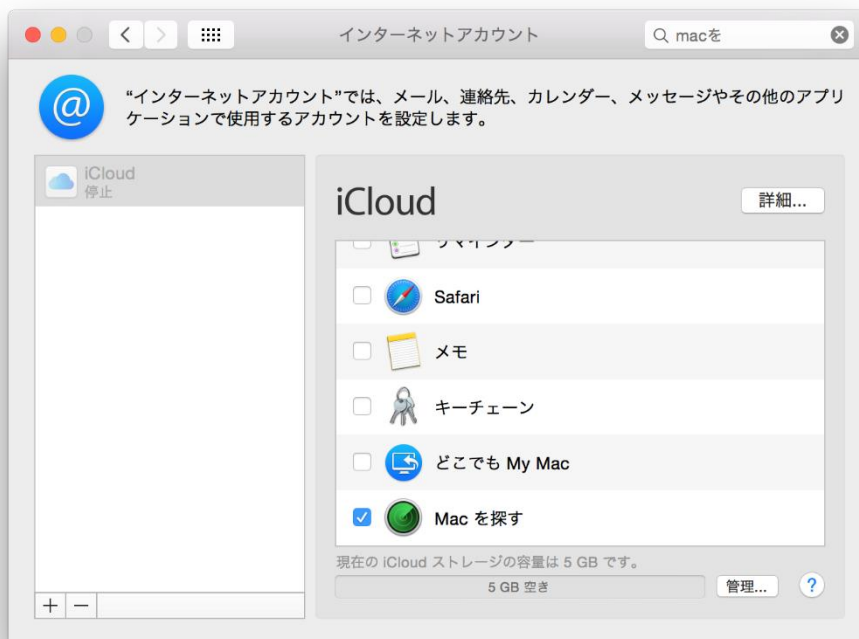 インターネットアカウント
macを
“インターネットアカウント”では、メール、連絡先、カレンダー、メッセージやその他のアプリ
ケーションで使用するアカウントを設定します。
iCloud
停止
iCloud
詳細...
リマインダー
Safari
メモ
キーチェーン
どこでも My Mac
Mac を探す
現在の iCloud ストレージの容量は 5 GB です。
5 GB 空き
管理...
?